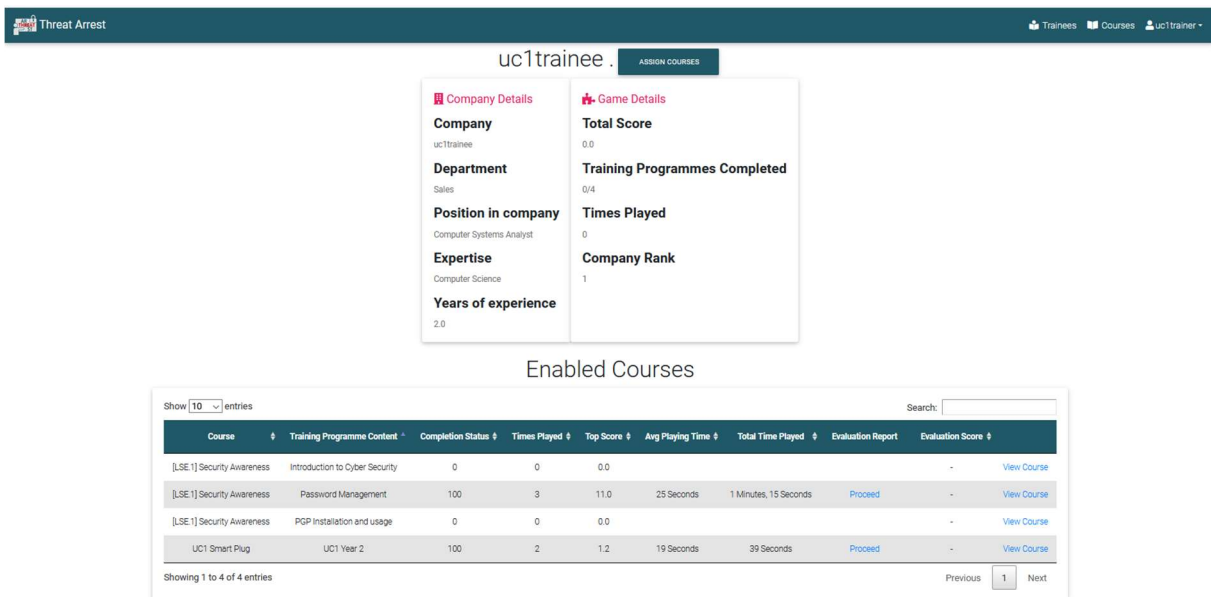 Threat Arrest Trainees Courses uc1trainer
uc1trainee . ASSIGN COURSES
Company Details
Company
uc1trainee
Department
Sales
Position in company
Computer Systems Analyst
Expertise
Computer Science
Years of experience
2.0
Game Details
Total Score
0.0
Training Programmes Completed
0/4
Times Played
0
Company Rank
1
Enabled Courses
Show 10 entries Search:
Course Training Programme Content Completion Status Times Played Top Score Avg Playing Time Total Time Played Evaluation Report Evaluation Score
[LSE.1] Security Awareness Introduction to Cyber Security 0 0 0.0 - View Course
[LSE.1] Security Awareness Password Management 100 3 11.0 25 Seconds 1 Minutes, 15 Seconds Proceed - View Course
[LSE.1] Security Awareness PGP Installation and usage 0 0 0.0 - View Course
UC1 Smart Plug UC1 Year 2 100 2 1.2 19 Seconds 39 Seconds Proceed - View Course
Showing 1 to 4 of 4 entries Previous 1 Next